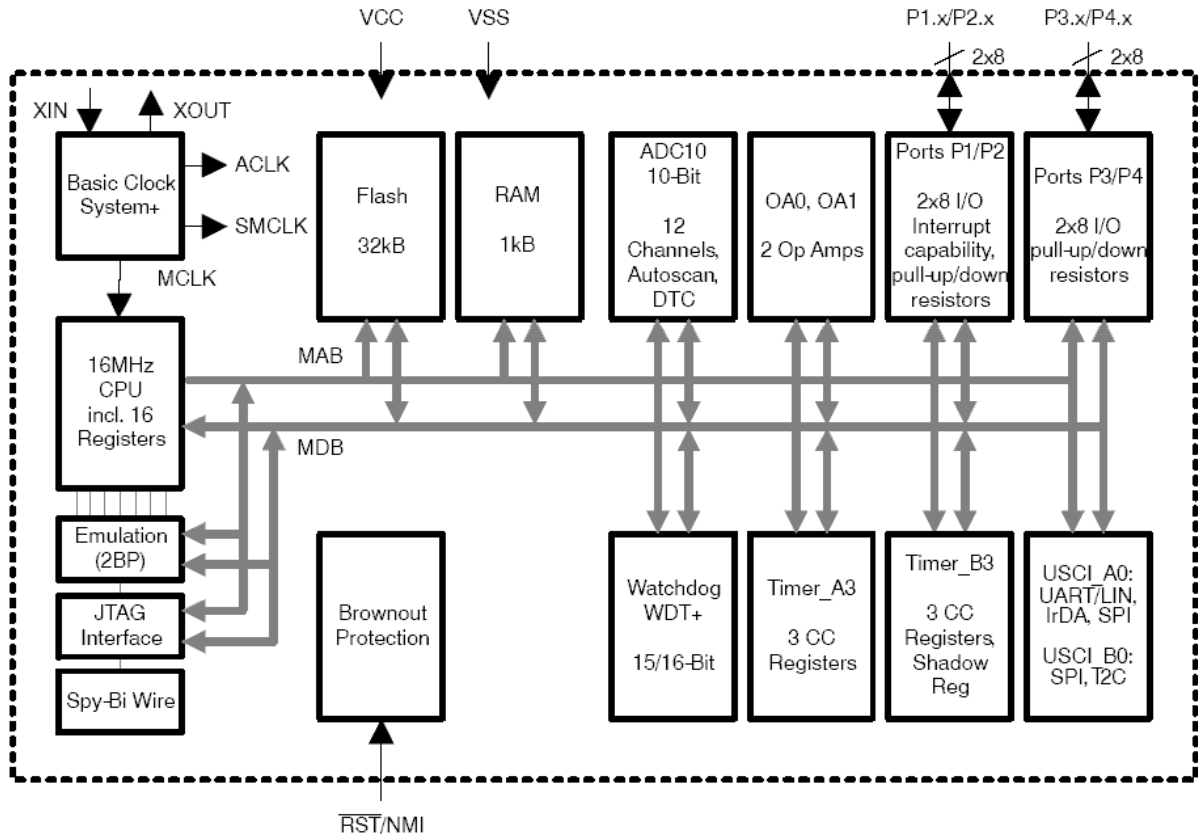 VCC
VSS
P1.x/P2.x
P3.x/P4.x
2x8
2x8
XIN
XOUT
Basic Clock
System+
ACLK
SMCLK
MCLK
Flash
32kB
RAM
1kB
ADC10
10-Bit
12
Channels,
Autoscan,
DTC
OA0, OA1
2 Op Amps
Ports P1/P2
2x8 I/O
Interrupt
capability,
pull-up/down
resistors
Ports P3/P4
2x8 I/O
pull-up/down
resistors
16MHz
CPU
incl. 16
Registers
MAB
MDB
Emulation
(2BP)
JTAG
Interface
Spy-Bi Wire
Brownout
Protection
Watchdog
WDT+
15/16-Bit
Timer_A3
3 CC
Registers
Timer_B3
3 CC
Registers,
Shadow
Reg
USCI_A0:
UART/LIN,
IrDA, SPI
USCI_B0:
SPI, I2C
RST/NMI